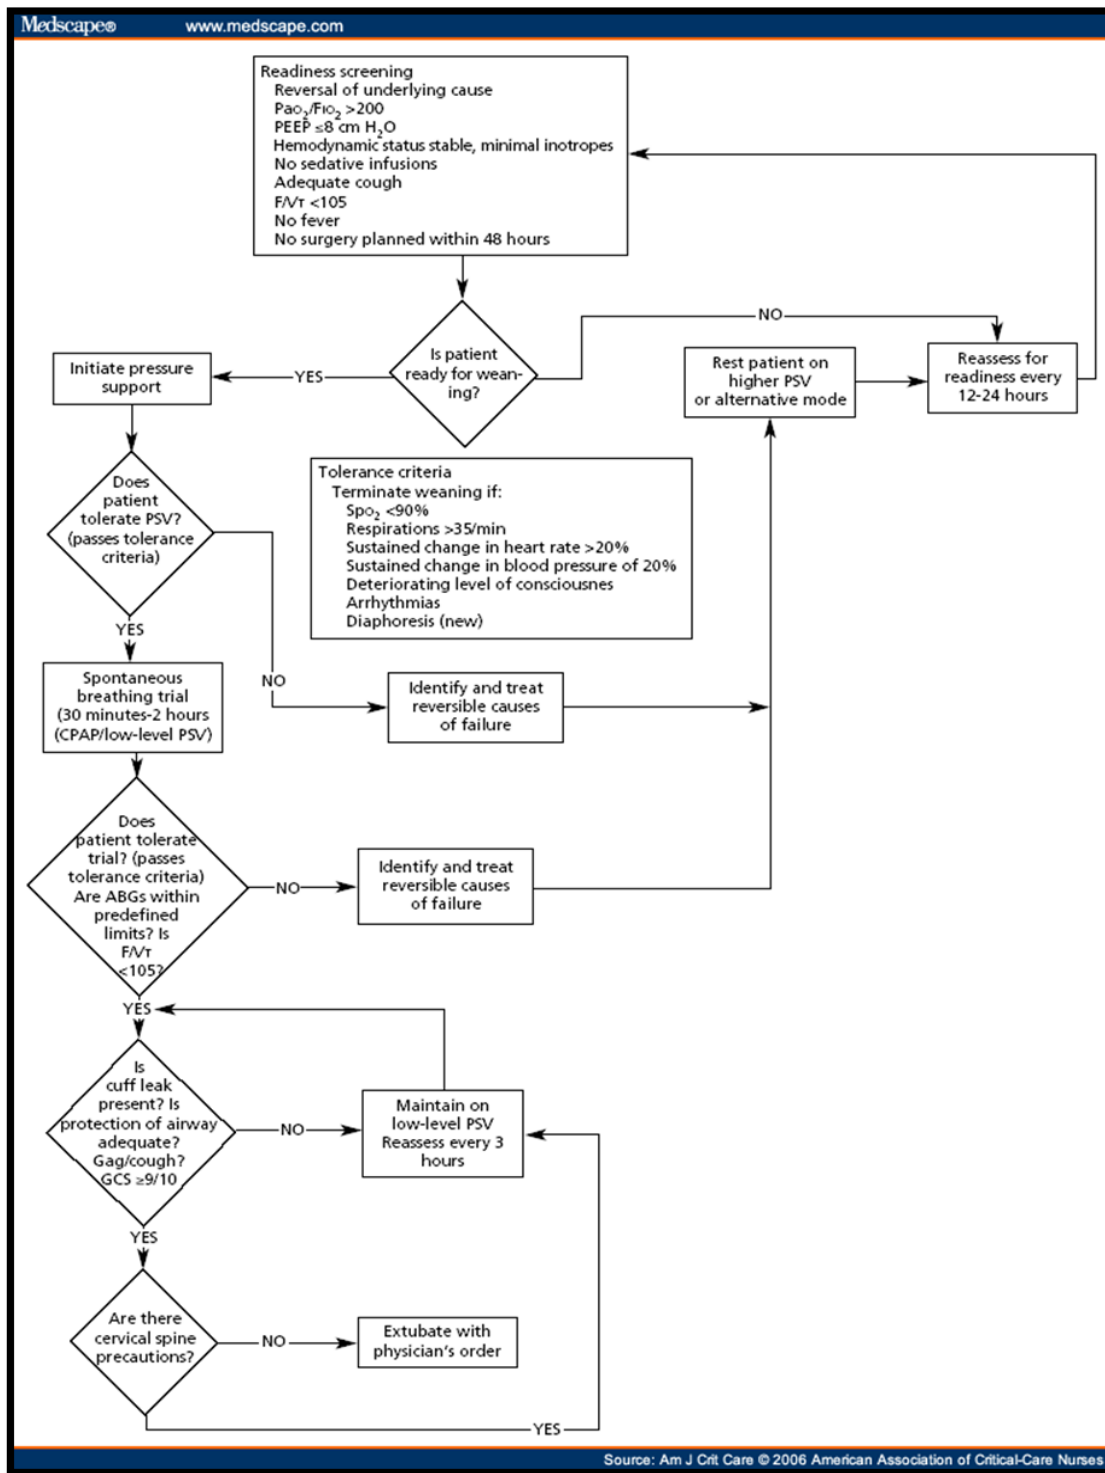 Medscape® www.medscape.com
Readiness screening
Reversal of underlying cause
PaO₂/FIO₂ >200
PEEP ≤8 cm H₂O
Hemodynamic status stable, minimal inotropes
No sedative infusions
Adequate cough
F/VT <105
No fever
No surgery planned within 48 hours
Is patient
ready for wean-
ing?
YES
NO
Initiate pressure
support
Rest patient on
higher PSV
or alternative mode
Reassess for
readiness every
12-24 hours
Does
patient
tolerate PSV?
(passes tolerance
criteria)
Tolerance criteria
Terminate weaning if:
SpO₂ <90%
Respirations >35/min
Sustained change in heart rate >20%
Sustained change in blood pressure of 20%
Deteriorating level of consciousnes
Arrhythmias
Diaphoresis (new)
YES
NO
Spontaneous
breathing trial
(30 minutes-2 hours
(CPAP/low-level PSV)
Identify and treat
reversible causes
of failure
Does
patient tolerate
trial? (passes
tolerance criteria)
Are ABGs within
predefined
limits? Is
F/VT
<105?
NO
Identify and treat
reversible causes
of failure
YES
Is
cuff leak
present? Is
protection of airway
adequate?
Gag/cough?
GCS ≥9/10
NO
Maintain on
low-level PSV
Reassess every 3
hours
YES
Are there
cervical spine
precautions?
NO
Extubate with
physician's order
YES
Source: Am J Crit Care © 2006 American Association of Critical-Care Nurses